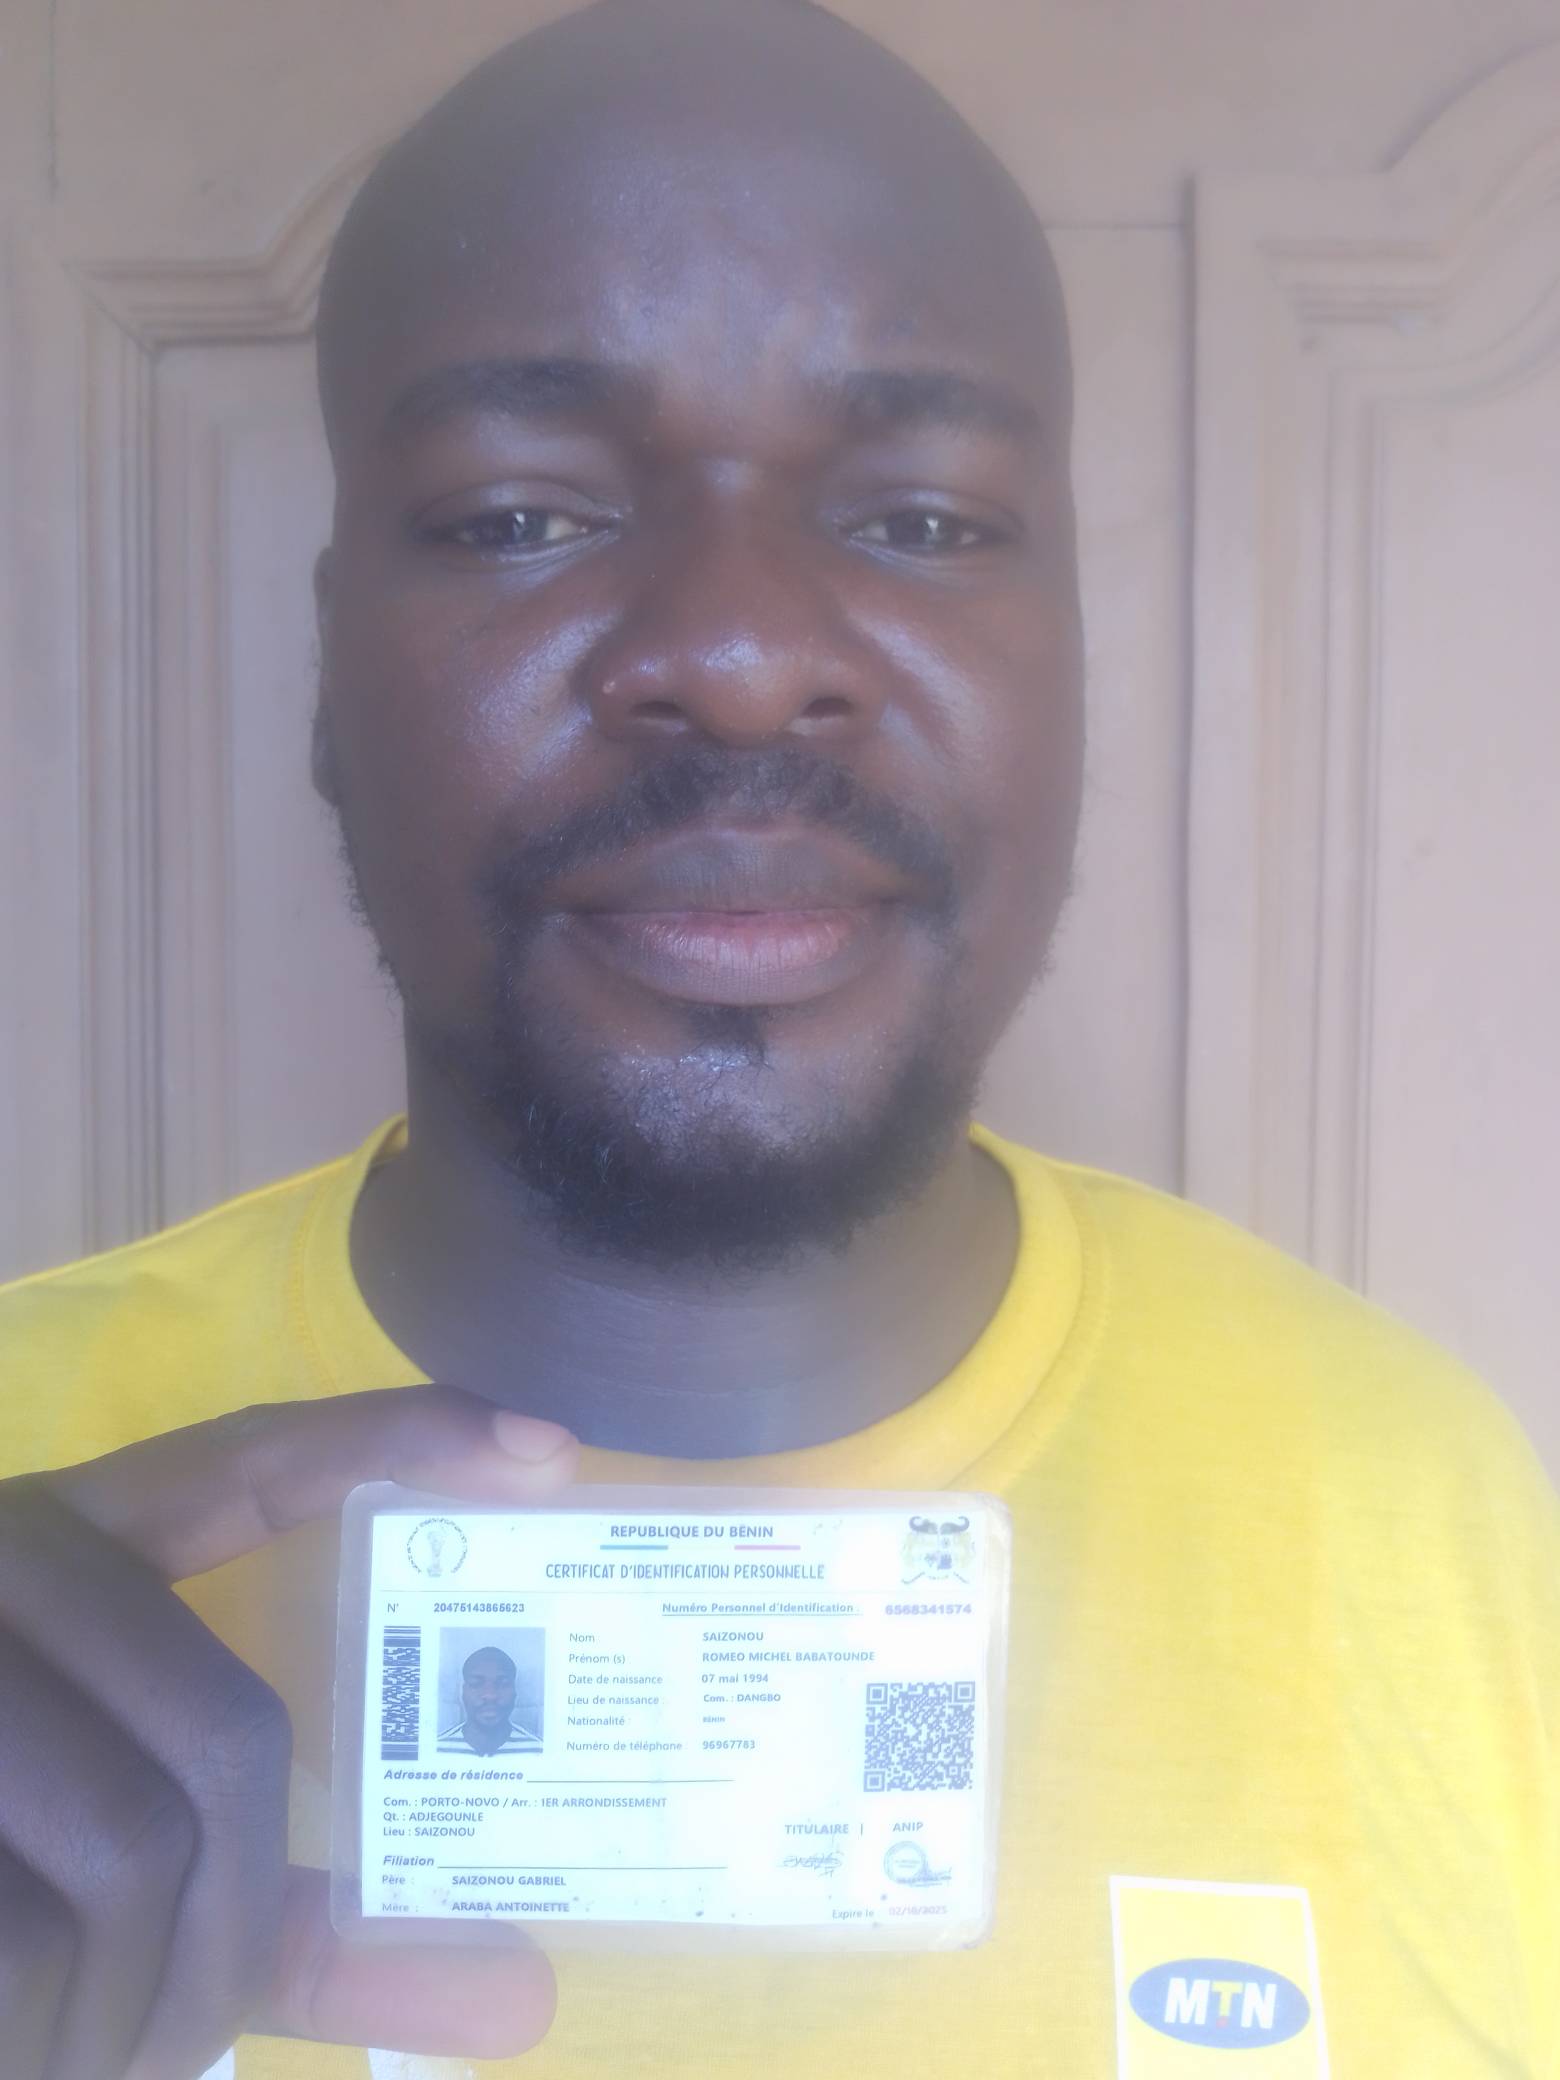 REPUBLIQUE DU BENIN
CERTIFICAT D'IDENTIFICATION PERSONNELLE
N° 20475143865623 Numéro Personnel d'Identification : 6568341574
Nom SAIZONOU
Prénom (s) ROMEO MICHEL BABATOUNDE
Date de naissance 07 mai 1994
Lieu de naissance : Com. : DANGBO
Nationalité : BENIN
Numéro de téléphone 96967783
Adresse de résidence
Com. : PORTO-NOVO / Arr. : 1ER ARRONDISSEMENT
Qt. : ADJEGOUNLE
Lieu : SAIZONOU
TITULAIRE | ANIP
Filiation
Père : SAIZONOU GABRIEL
Mère : ARABA ANTOINETTE
Expire le 02/10/2025
MTN